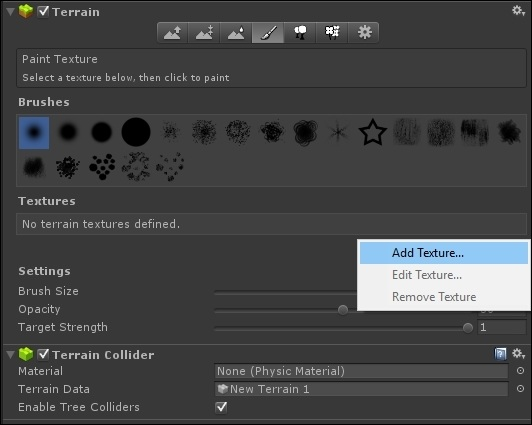 Terrain
Paint Texture
Select a texture below, then click to paint
Brushes
Textures
No terrain textures defined.
Add Texture...
Edit Texture...
Remove Texture
Settings
Brush Size
Opacity
Target Strength
1
Terrain Collider
Material
None (Physic Material)
Terrain Data
New Terrain 1
Enable Tree Colliders